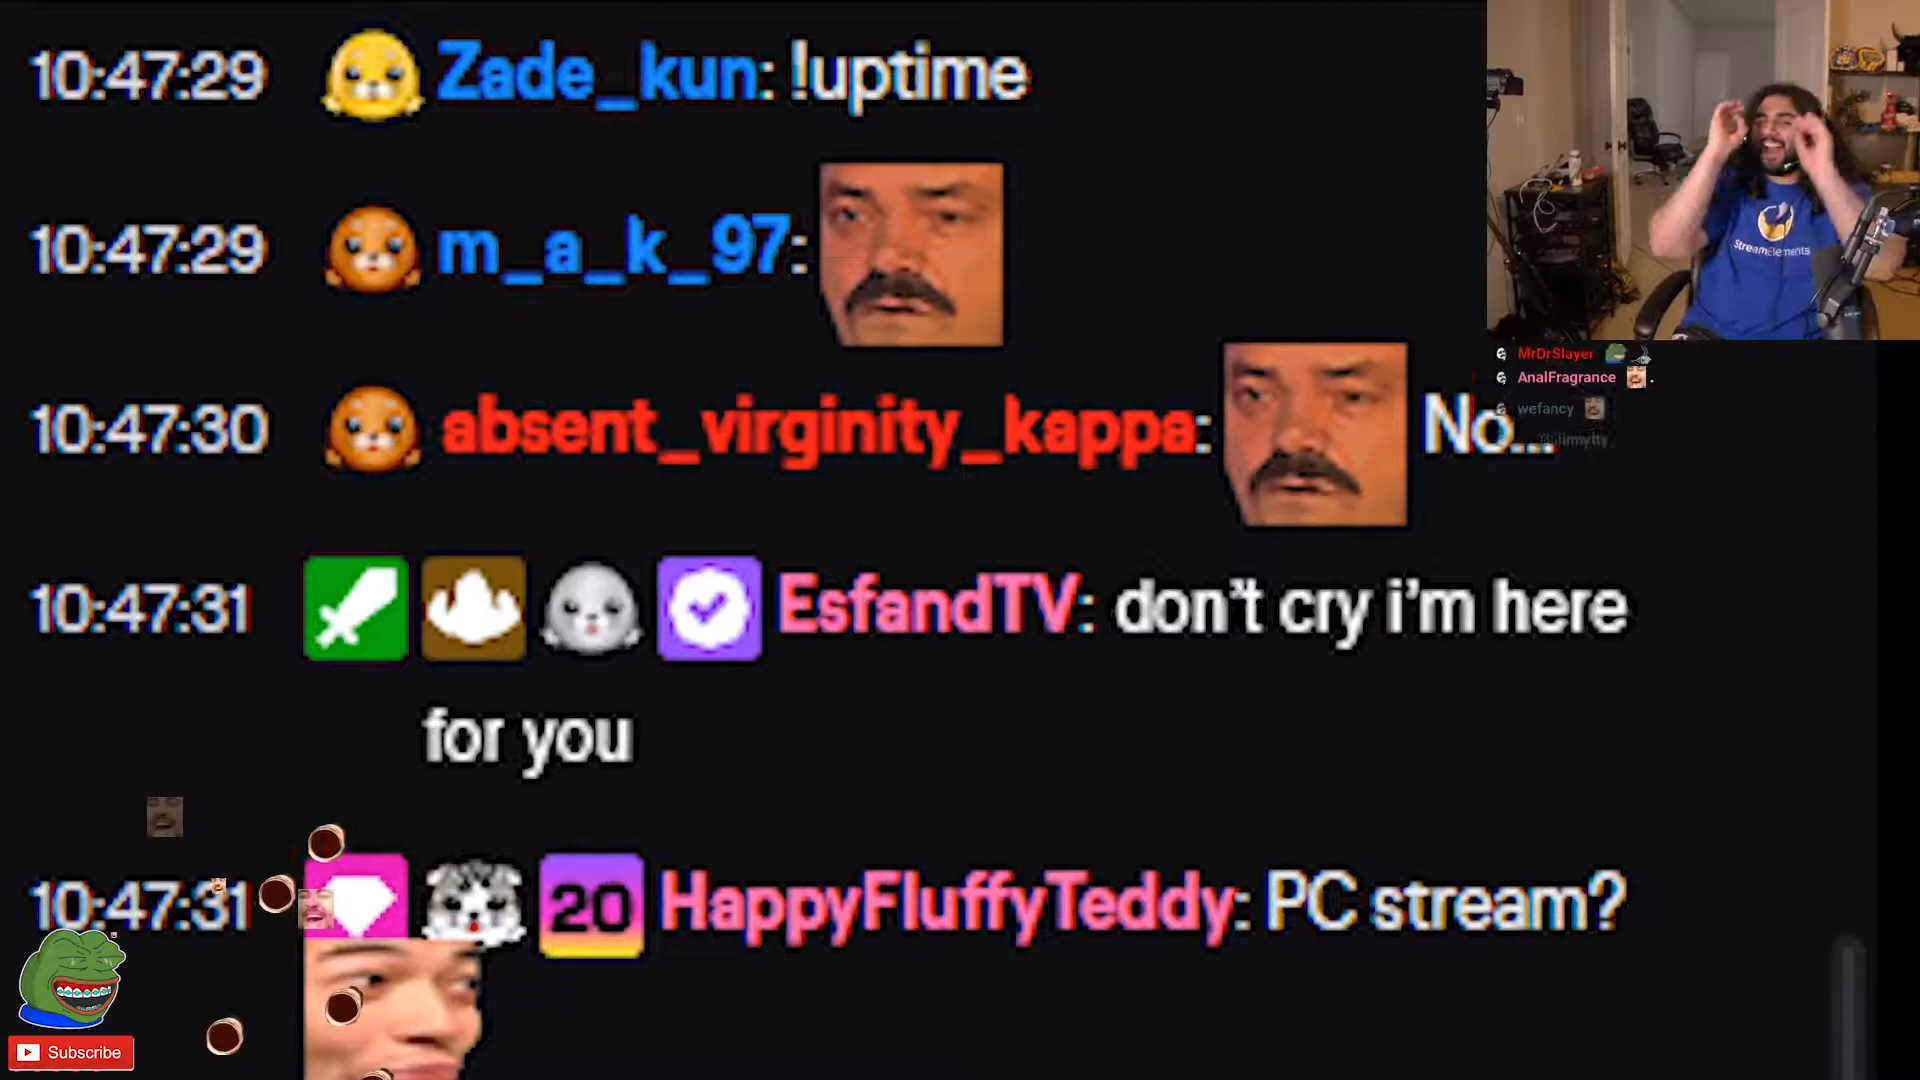 10:47:29 Zade_kun: !uptime
10:47:29 m_a_k_97:
10:47:30 absent_virginity_kappa: No...
10:47:31 EsfandTV: don't cry i'm here
for you
10:47:31 20 HappyFluffyTeddy: PC stream?
StreamElements
MrDrSlayer
AnalFragrance .
wefancy
Subscribe